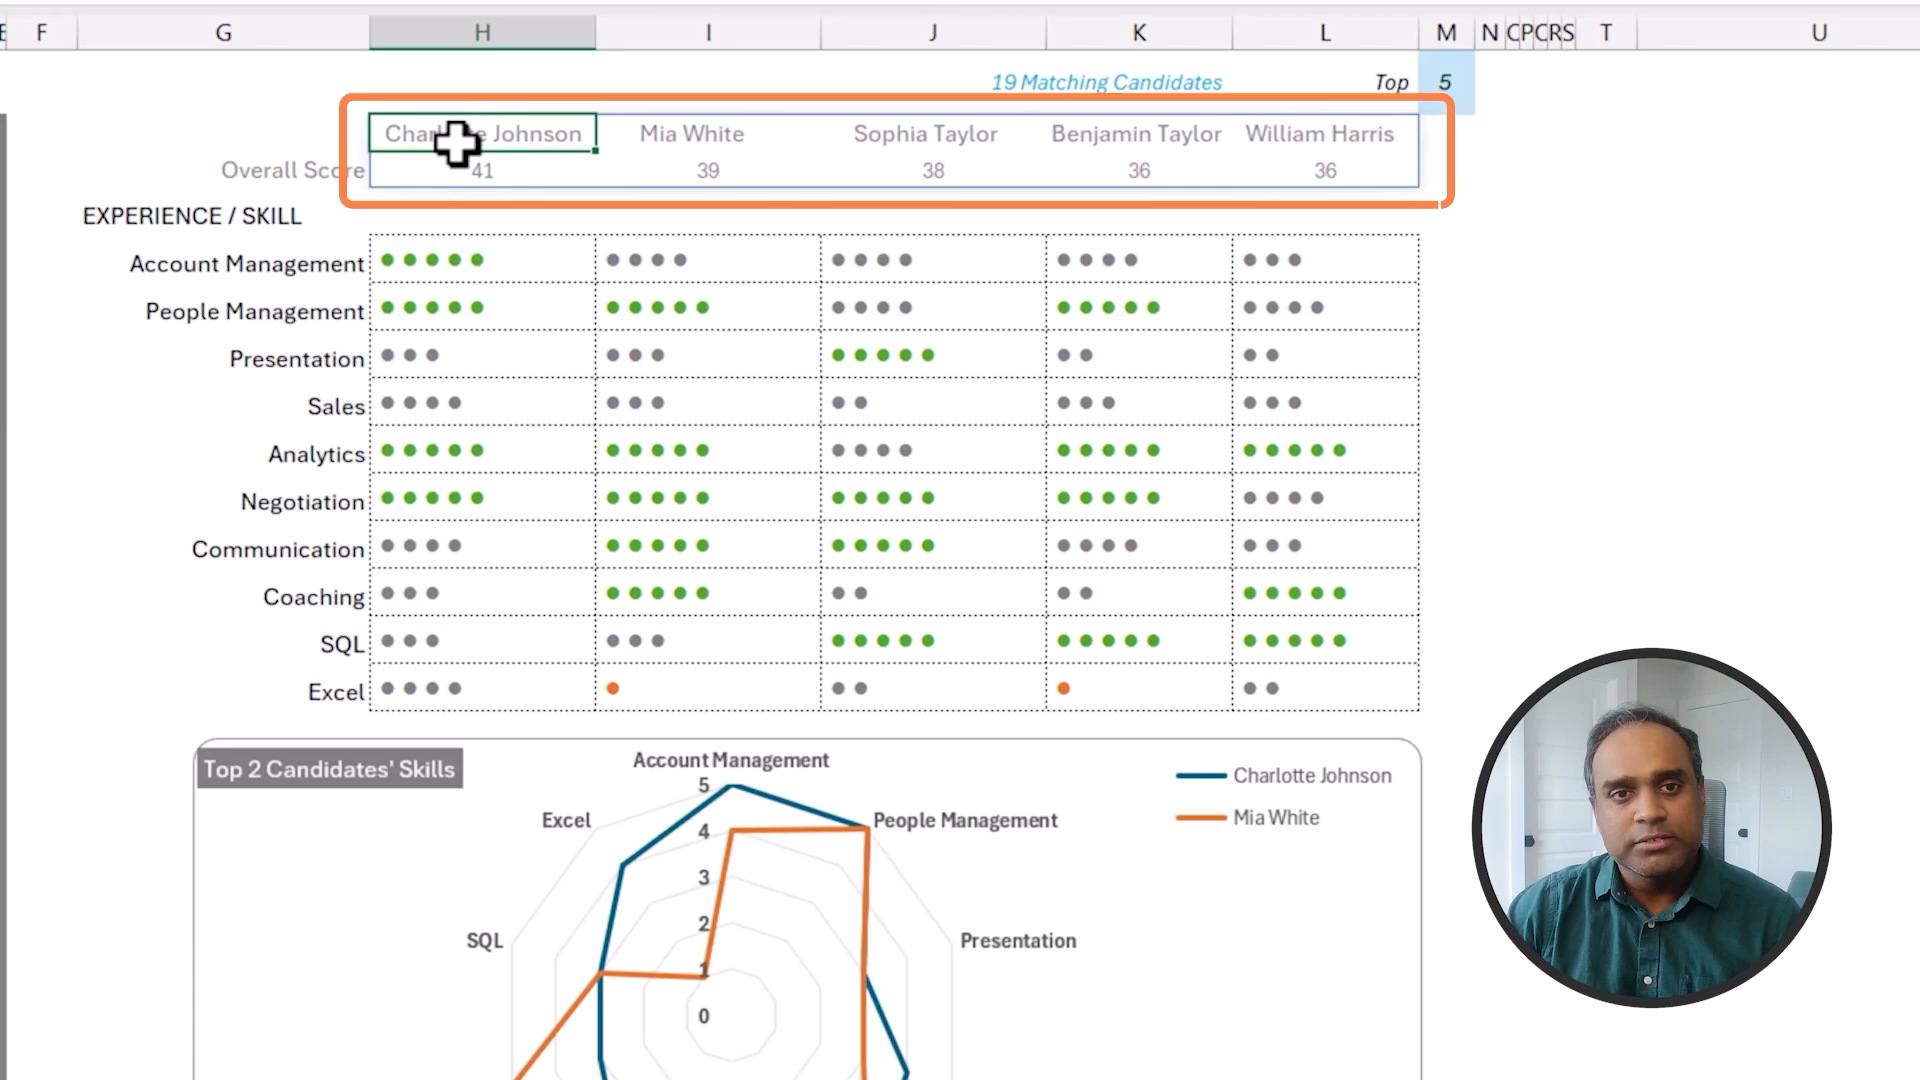 F G H I J K L M N O P Q R S T U
19 Matching Candidates Top 5
Johnson Mia White Sophia Taylor Benjamin Taylor William Harris
Overall Score 41 39 38 36 36
EXPERIENCE / SKILL
Account Management
People Management
Presentation
Sales
Analytics
Negotiation
Communication
Coaching
SQL
Excel
Top 2 Candidates' Skills
Account Management
Charlotte Johnson
Mia White
5
Excel
People Management
4
3
2
SQL
Presentation
1
0